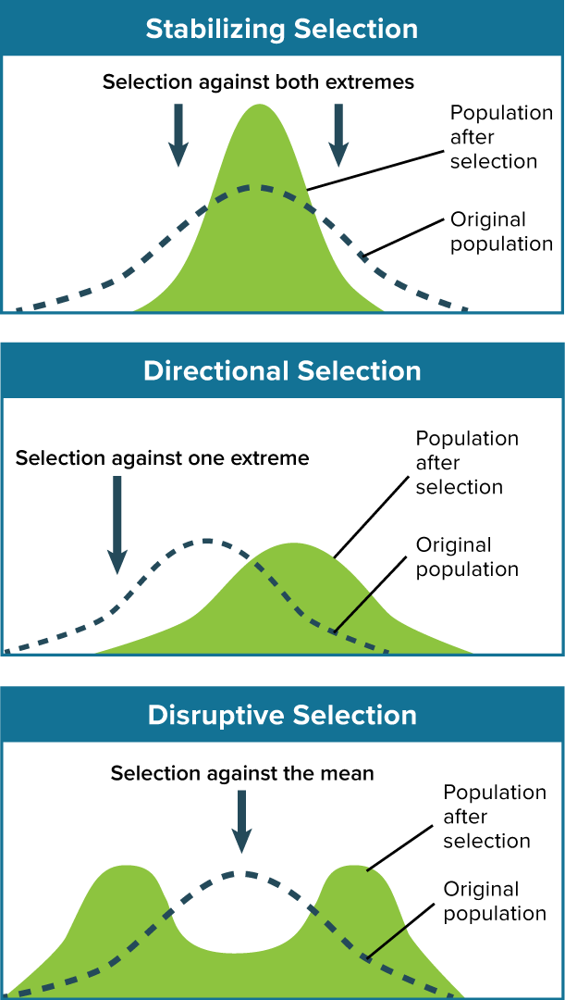 Stabilizing Selection
Selection against both extremes
Population
after
selection
Original
population
Directional Selection
Selection against one extreme
Population
after
selection
Original
population
Disruptive Selection
Selection against the mean
Population
after
selection
Original
population